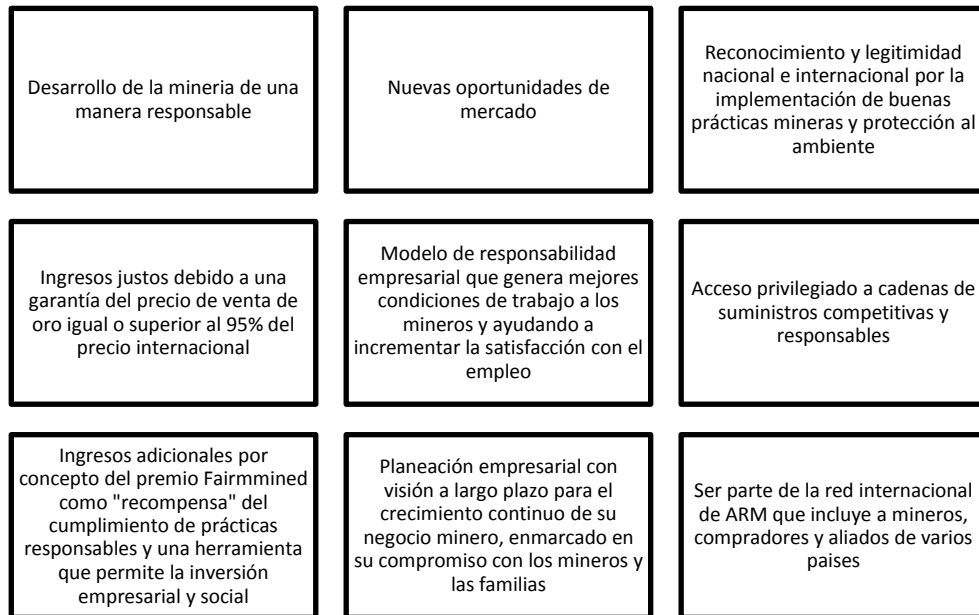 Desarrollo de la mineria de una
manera responsable
Nuevas oportunidades de
mercado
Reconocimiento y legitimidad
nacional e internacional por la
implementación de buenas
prácticas mineras y protección al
ambiente
Ingresos justos debido a una
garantía del precio de venta de
oro igual o superior al 95% del
precio internacional
Modelo de responsabilidad
empresarial que genera mejores
condiciones de trabajo a los
mineros y ayudando a
incrementar la satisfacción con el
empleo
Acceso privilegiado a cadenas de
suministros competitivas y
responsables
Ingresos adicionales por
concepto del premio Fairmmined
como "recompensa" del
cumplimiento de prácticas
responsables y una herramienta
que permite la inversión
empresarial y social
Planeación empresarial con
visión a largo plazo para el
crecimiento continuo de su
negocio minero, enmarcado en
su compromiso con los mineros y
las familias
Ser parte de la red internacional
de ARM que incluye a mineros,
compradores y aliados de varios
paises